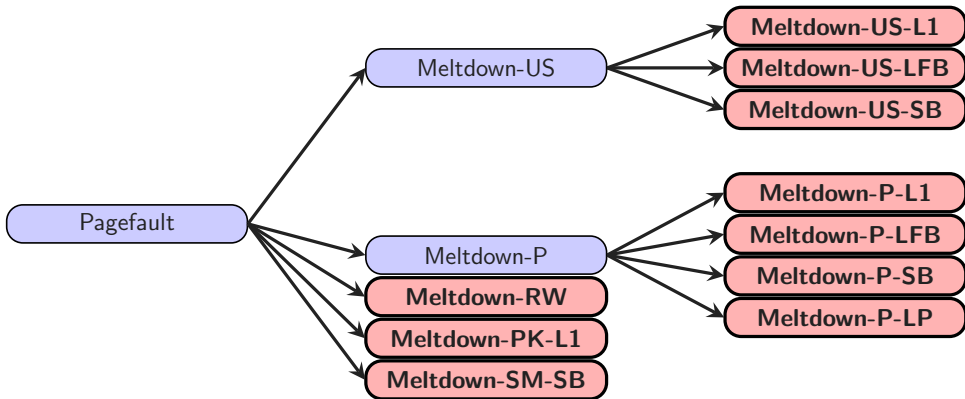 Meltdown-US-L1
Meltdown-US
Meltdown-US-LFB
Meltdown-US-SB
Meltdown-P-L1
Pagefault
Meltdown-P-LFB
Meltdown-P
Meltdown-P-SB
Meltdown-RW
Meltdown-P-LP
Meltdown-PK-L1
Meltdown-SM-SB